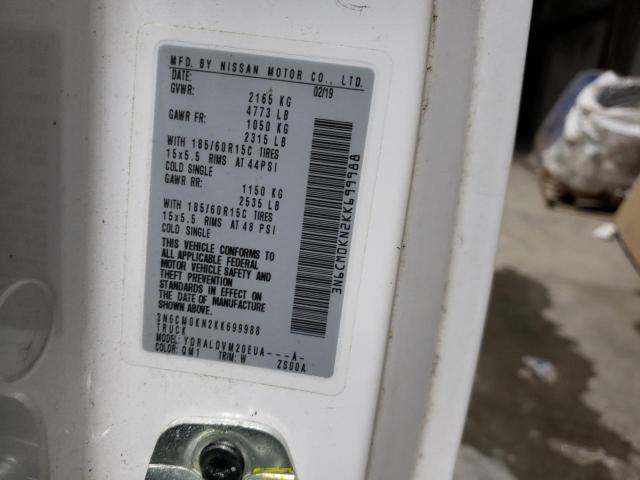 MFD. BY NISSAN MOTOR CO., LTD.
DATE: 02/19
GVWR: 2165 KG
4773 LB
GAWR FR: 1050 KG
2315 LB
WITH 185/60R15C TIRES
15x5.5 RIMS AT 44PSI
COLD SINGLE
GAWR RR: 1150 KG
2535 LB
WITH 185/60R15C TIRES
15x5.5 RIMS AT 48 PSI
COLD SINGLE
THIS VEHICLE CONFORMS TO
ALL APPLICABLE FEDERAL
MOTOR VEHICLE SAFETY AND
THEFT PREVENTION
STANDARDS IN EFFECT ON
THE DATE OF MANUFACTURE
SHOWN ABOVE.
3N6CM0KN2KK699988
TRUCK
MODEL: YDRALDVM20EUA---A-
COLOR: QM1 TRIM: W ZS00A
3N6CM0KN2KK699988